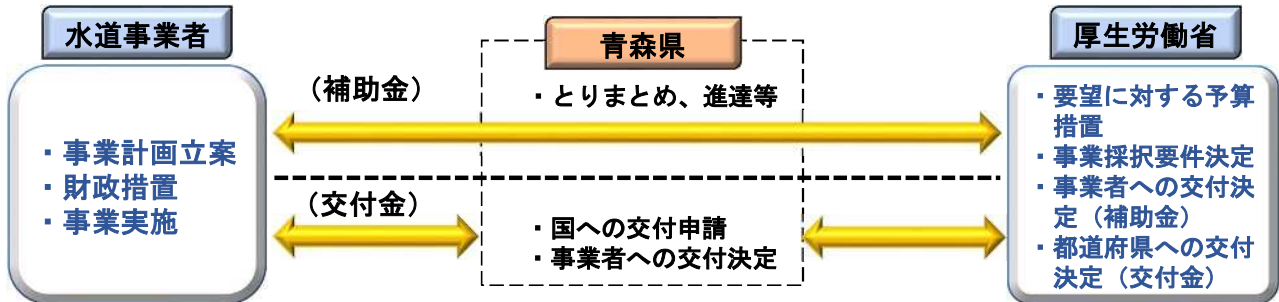 水道事業者
・事業計画立案
・財政措置
・事業実施
(補助金)
(交付金)
青森県
・とりまとめ、進達等
・国への交付申請
・事業者への交付決定
厚生労働省
・要望に対する予算
措置
・事業採択要件決定
・事業者への交付決
定(補助金)
・都道府県への交付
決定(交付金)